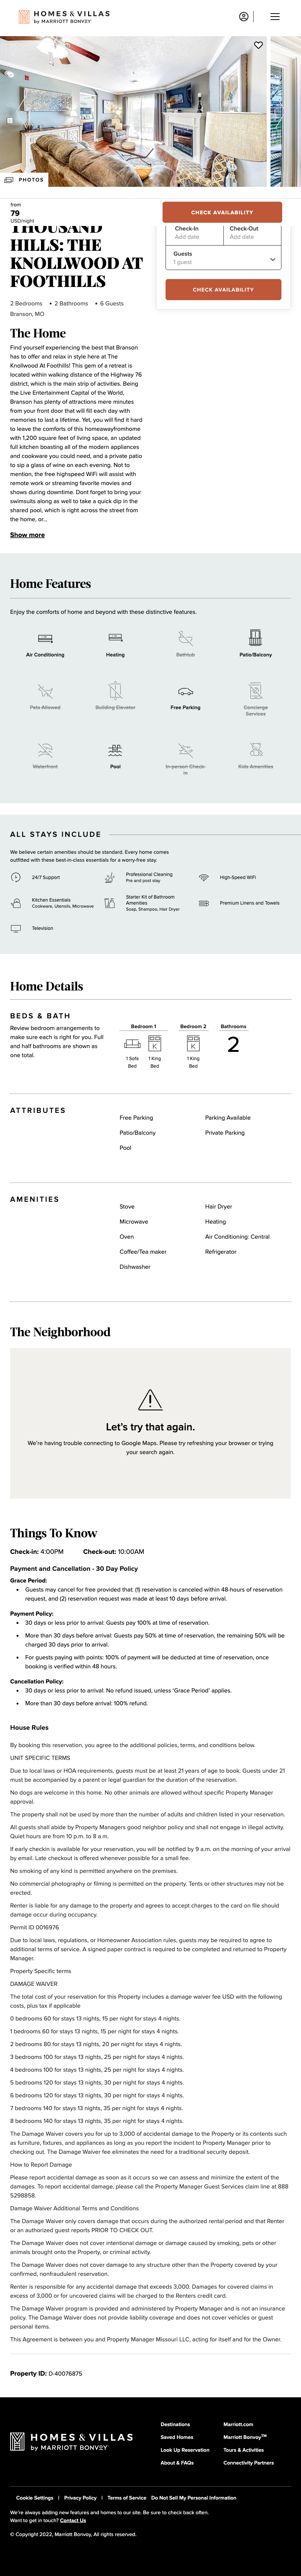 HOMES & VILLAS
by MARRIOTT BONVOY
PHOTOS
from
79
USD/night
CHECK AVAILABILITY
THOUSAND
HILLS: THE
KNOLLWOOD AT
FOOTHILLS
Check-In
Add date
Check-Out
Add date
Guests
1 guest
CHECK AVAILABILITY
2 Bedrooms • 2 Bathrooms • 6 Guests
Branson, MO
The Home
Find yourself experiencing the best that Branson
has to offer and relax in style here at The
Knollwood At Foothills! This gem of a retreat is
located within walking distance of the Highway 76
district, which is the main strip of activities. Being
the Live Entertainment Capital of the World,
Branson has plenty of attractions mere minutes
from your front door that will fill each day with
memories to last a lifetime. Yet, you will find it hard
to leave the comforts of this homeawayfromhome
with 1,200 square feet of living space, an updated
full kitchen boasting all of the modern appliances
and cookware you could need, and a private patio
to sip a glass of wine on each evening. Not to
mention, the free highspeed WiFi will assist with
remote work or streaming favorite movies and
shows during downtime. Dont forget to bring your
swimsuits along as well to take a quick dip in the
shared pool, which is right across the street from
the home, or...
Show more
Home Features
Enjoy the comforts of home and beyond with these distinctive features.
Air Conditioning
Heating
Bathtub
Patio/Balcony
Pets Allowed
Building Elevator
Free Parking
Concierge
Services
Waterfront
Pool
In-person Check-
in
Kids Amenities
ALL STAYS INCLUDE
We believe certain amenities should be standard. Every home comes
outfitted with these best-in-class essentials for a worry-free stay.
24/7 Support
Professional Cleaning
Pre and post stay
High-Speed WiFi
Kitchen Essentials
Cookware, Utensils, Microwave
Starter Kit of Bathroom
Amenities
Soap, Shampoo, Hair Dryer
Premium Linens and Towels
Television
Home Details
BEDS & BATH
Review bedroom arrangements to
make sure each is right for you. Full
and half bathrooms are shown as
one total.
Bedroom 1
1 Sofa
Bed
K
1 King
Bed
Bedroom 2
K
1 King
Bed
Bathrooms
2
ATTRIBUTES
Free Parking
Parking Available
Patio/Balcony
Private Parking
Pool
AMENITIES
Stove
Hair Dryer
Microwave
Heating
Oven
Air Conditioning: Central
Coffee/Tea maker
Refrigerator
Dishwasher
The Neighborhood
Let's try that again.
We're having trouble connecting to Google Maps. Please try refreshing your browser or trying
your search again.
Things To Know
Check-in: 4:00PM Check-out: 10:00AM
Payment and Cancellation - 30 Day Policy
Grace Period:
• Guests may cancel for free provided that: (1) reservation is canceled within 48-hours of reservation
request, and (2) reservation request was made at least 10 days before arrival.
Payment Policy:
• 30 days or less prior to arrival: Guests pay 100% at time of reservation.
• More than 30 days before arrival: Guests pay 50% at time of reservation, the remaining 50% will be
charged 30 days prior to arrival.
• For guests paying with points: 100% of payment will be deducted at time of reservation, once
booking is verified within 48 hours.
Cancellation Policy:
• 30 days or less prior to arrival: No refund issued, unless 'Grace Period' applies.
• More than 30 days before arrival: 100% refund.
House Rules
By booking this reservation, you agree to the additional policies, terms, and conditions below.
UNIT SPECIFIC TERMS
Due to local laws or HOA requirements, guests must be at least 21 years of age to book. Guests under 21
must be accompanied by a parent or legal guardian for the duration of the reservation.
No dogs are welcome in this home. No other animals are allowed without specific Property Manager
approval.
The property shall not be used by more than the number of adults and children listed in your reservation.
All guests shall abide by Property Managers good neighbor policy and shall not engage in illegal activity.
Quiet hours are from 10 p.m. to 8 a.m.
If early checkin is available for your reservation, you will be notified by 9 a.m. on the morning of your arrival
by email. Late checkout is offered whenever possible for a small fee.
No smoking of any kind is permitted anywhere on the premises.
No commercial photography or filming is permitted on the property. Tents or other structures may not be
erected.
Renter is liable for any damage to the property and agrees to accept charges to the card on file should
damage occur during occupancy.
Permit ID 0016976
Due to local laws, regulations, or Homeowner Association rules, guests may be required to agree to
additional terms of service. A signed paper contract is required to be completed and returned to Property
Manager.
Property Specific terms
DAMAGE WAIVER
The total cost of your reservation for this Property includes a damage waiver fee USD with the following
costs, plus tax if applicable
0 bedrooms 60 for stays 13 nights, 15 per night for stays 4 nights.
1 bedrooms 60 for stays 13 nights, 15 per night for stays 4 nights.
2 bedrooms 80 for stays 13 nights, 20 per night for stays 4 nights.
3 bedrooms 100 for stays 13 nights, 25 per night for stays 4 nights.
4 bedrooms 100 for stays 13 nights, 25 per night for stays 4 nights.
5 bedrooms 120 for stays 13 nights, 30 per night for stays 4 nights.
6 bedrooms 120 for stays 13 nights, 30 per night for stays 4 nights.
7 bedrooms 140 for stays 13 nights, 35 per night for stays 4 nights.
8 bedrooms 140 for stays 13 nights, 35 per night for stays 4 nights.
The Damage Waiver covers you for up to 3,000 of accidental damage to the Property or its contents such
as furniture, fixtures, and appliances as long as you report the incident to Property Manager prior to
checking out. The Damage Waiver fee eliminates the need for a traditional security deposit.
How to Report Damage
Please report accidental damage as soon as it occurs so we can assess and minimize the extent of the
damages. To report accidental damage, please call the Property Manager Guest Services claim line at 888
5298858.
Damage Waiver Additional Terms and Conditions
The Damage Waiver only covers damage that occurs during the authorized rental period and that Renter
or an authorized guest reports PRIOR TO CHECK OUT.
The Damage Waiver does not cover intentional damage or damage caused by smoking, pets or other
animals brought onto the Property, or criminal activity.
The Damage Waiver does not cover damage to any structure other than the Property covered by your
confirmed, nonfraudulent reservation.
Renter is responsible for any accidental damage that exceeds 3,000. Damages for covered claims in
excess of 3,000 or for uncovered claims will be charged to the Renters credit card.
The Damage Waiver program is provided and administered by Property Manager and is not an insurance
policy. The Damage Waiver does not provide liability coverage and does not cover vehicles or guest
personal items.
This Agreement is between you and Property Manager Missouri LLC, acting for itself and for the Owner.
Property ID: D-40076875
HOMES & VILLAS
by MARRIOTT BONVOY
Destinations
Marriott.com
Saved Homes
Marriott Bonvoy™
Look Up Reservation
Tours & Activities
About & FAQs
Connectivity Partners
Cookie Settings | Privacy Policy | Terms of Service Do Not Sell My Personal Information
We're always adding new features and homes to our site. Be sure to check back often.
Want to get in touch? Contact Us
© Copyright 2022, Marriott Bonvoy, All rights reserved.